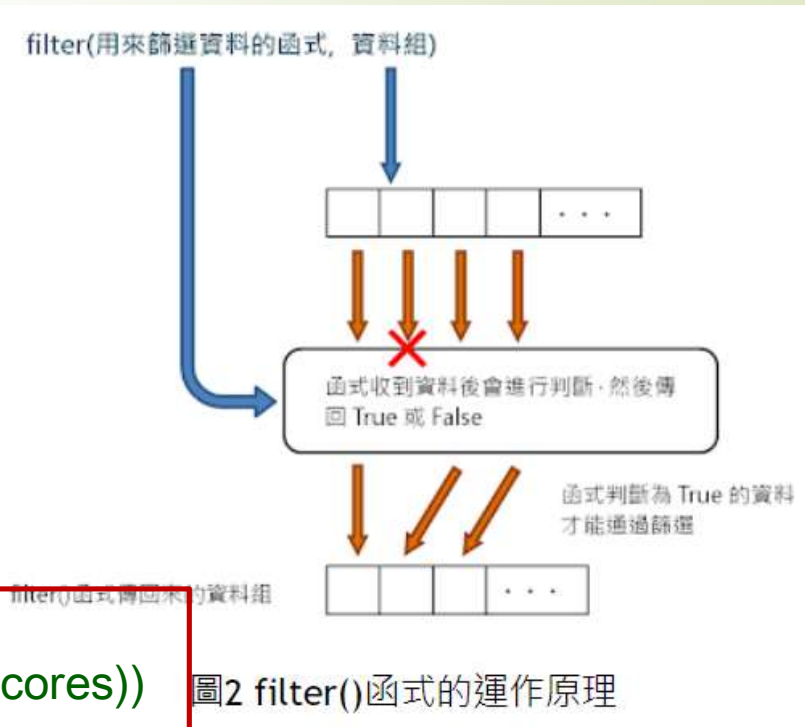 filter(用來篩選資料的函式, 資料組)
. . .
函式收到資料後會進行判斷,然後傳
回 True 或 False
函式判斷為 True 的資料
才能通過篩選
filter()函式傳回來的資料組
. . .
cores))
圖2 filter()函式的運作原理